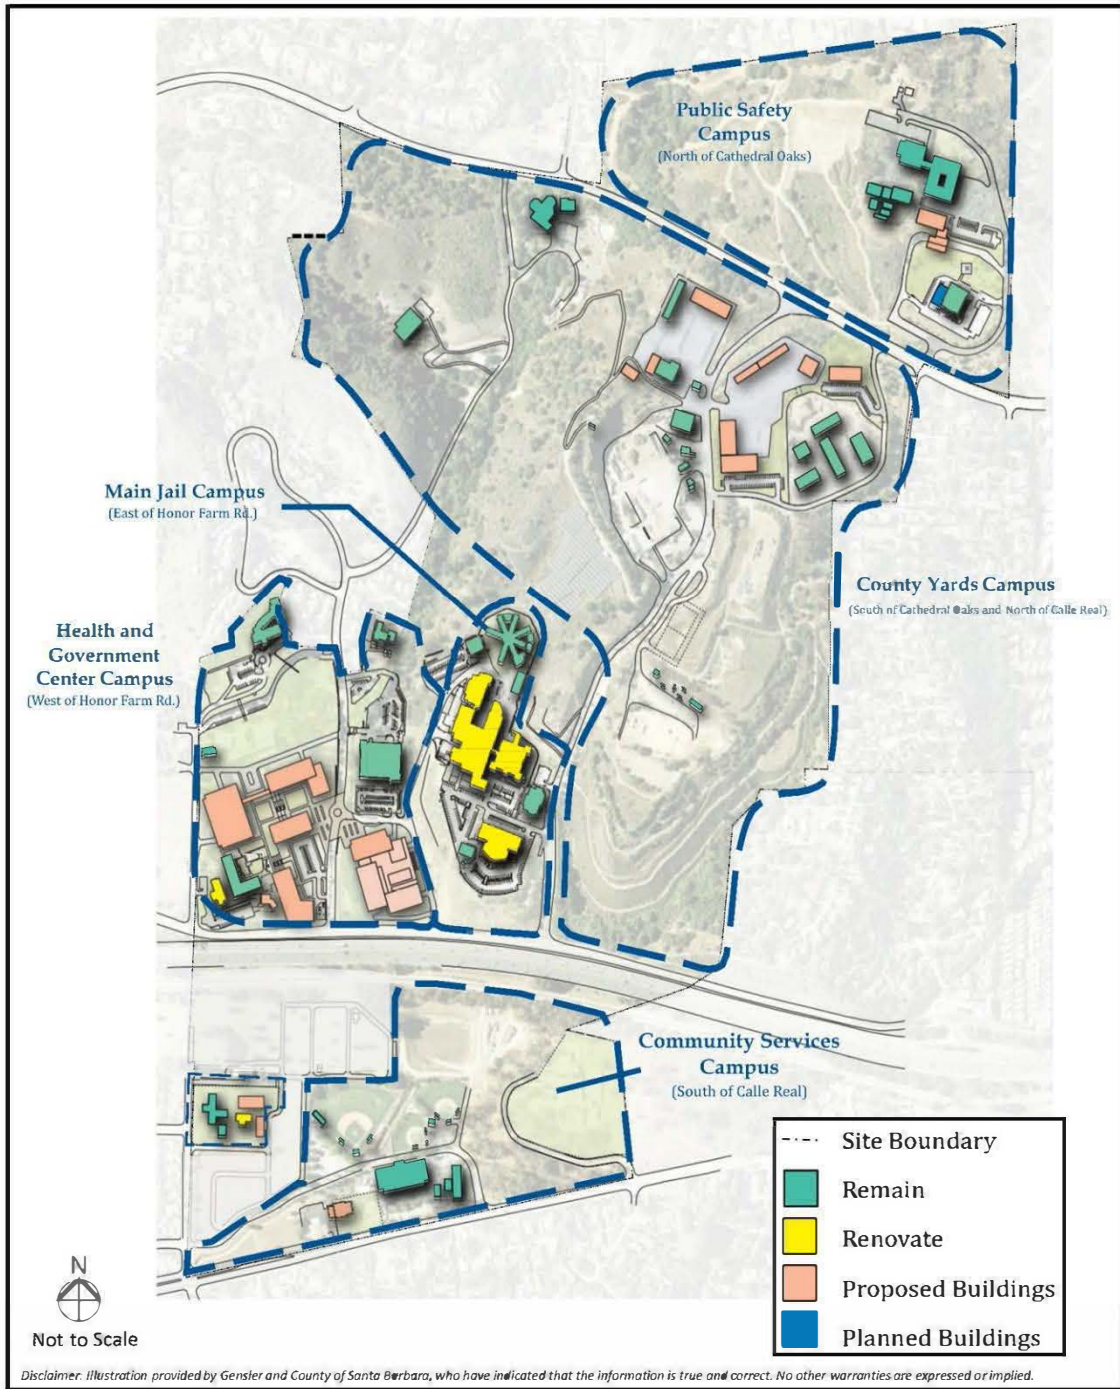 Public Safety
Campus
(North of Cathedral Oaks)
Main Jail Campus
(East of Honor Farm Rd.)
County Yards Campus
(South of Cathedral Oaks and North of Calle Real)
Health and
Government
Center Campus
(West of Honor Farm Rd.)
Community Services
Campus
(South of Calle Real)
Site Boundary
Remain
Renovate
Proposed Buildings
Planned Buildings
N
Not to Scale
Disclaimer: Illustration provided by Gensler and County of Santa Barbara, who have indicated that the information is true and correct. No other warranties are expressed or implied.